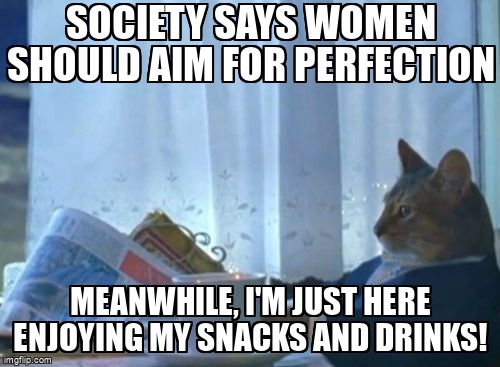 SOCIETY SAYS WOMEN
SHOULD AIM FOR PERFECTION
MEANWHILE, I'M JUST HERE
ENJOYING MY SNACKS AND DRINKS!
imgflip.com